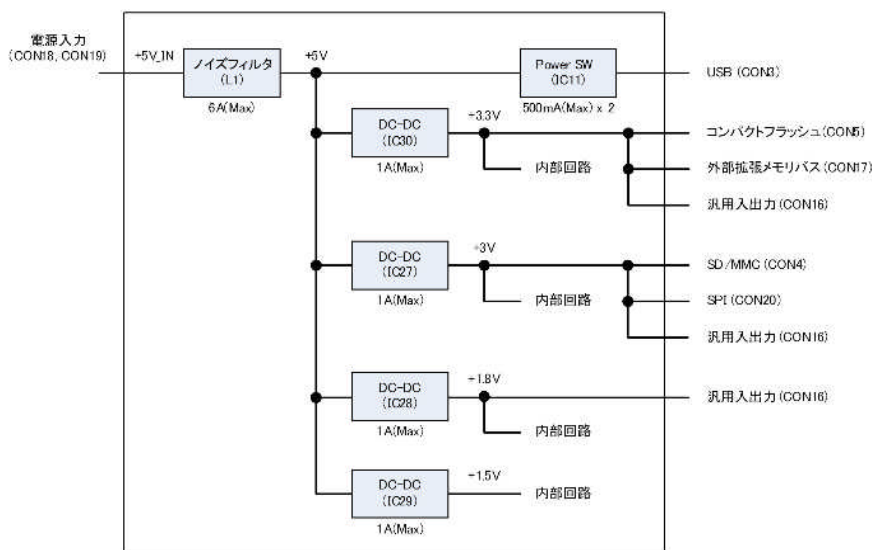 電源入力
(CON18, CON19)
+5V_IN
ノイズフィルタ
(L1)
6A(Max)
+5V
Power SW
(IC11)
500mA(Max) x 2
USB (CON3)
DC-DC
(IC30)
1A(Max)
+3.3V
内部回路
コンパクトフラッシュ(CON5)
外部拡張メモリバス(CON17)
汎用入出力(CON16)
DC-DC
(IC27)
1A(Max)
+3V
内部回路
SD/MMC (CON4)
SPI (CON20)
汎用入出力(CON16)
DC-DC
(IC28)
1A(Max)
+1.8V
内部回路
汎用入出力(CON16)
DC-DC
(IC29)
1A(Max)
+1.5V
内部回路